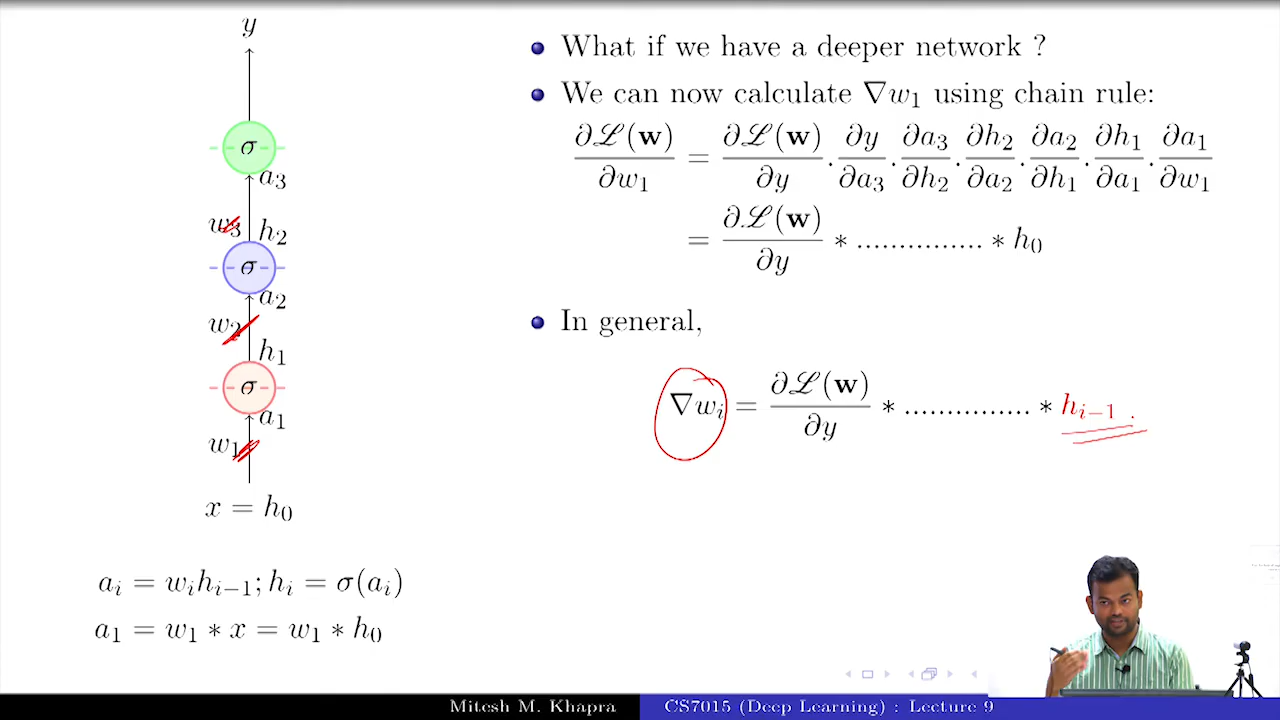 y
σ
a₃
w₃ h₂
σ
a₂
w₂
h₁
σ
a₁
w₁
x = h₀
aᵢ = wᵢhᵢ₋₁; hᵢ = σ(aᵢ)
a₁ = w₁ * x = w₁ * h₀
What if we have a deeper network ?
We can now calculate ∇w₁ using chain rule:
∂ℒ(w)/∂w₁ = ∂ℒ(w)/∂y . ∂y/∂a₃ . ∂a₃/∂h₂ . ∂h₂/∂a₂ . ∂a₂/∂h₁ . ∂h₁/∂a₁ . ∂a₁/∂w₁
= ∂ℒ(w)/∂y * ............... * h₀
In general,
∇wᵢ = ∂ℒ(w)/∂y * ............... * hᵢ₋₁ .
Mitesh M. Khapra CS7015 (Deep Learning) : Lecture 9